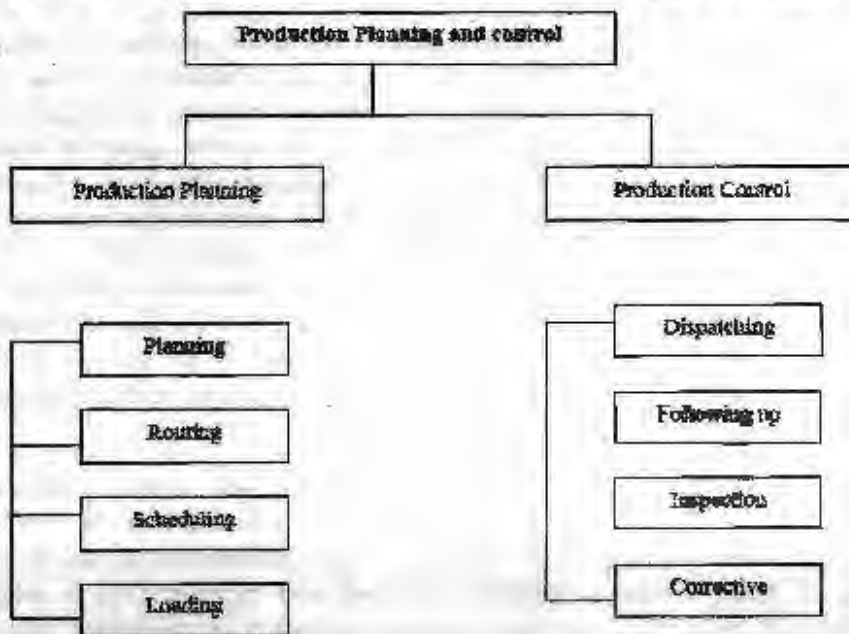 Production Planning and control
Production Planning
Production Control
Planning
Routing
Scheduling
Loading
Dispatching
Following up
Inspection
Corrective